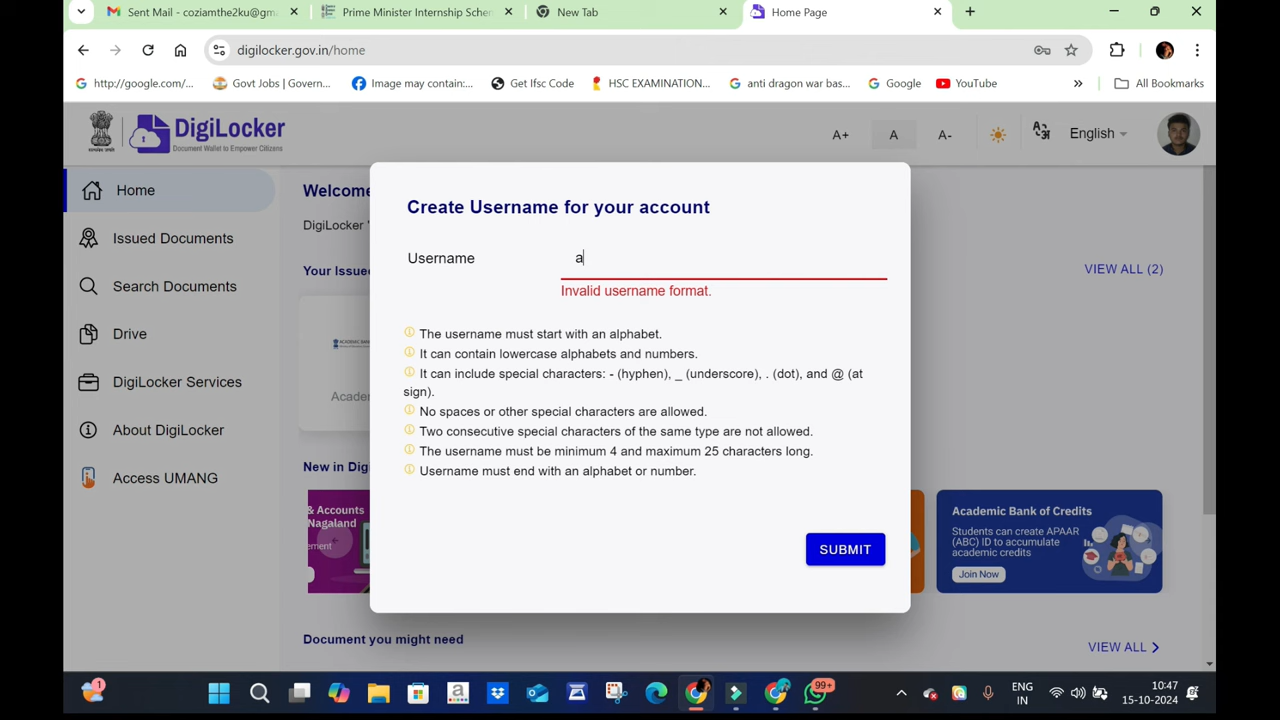 Sent Mail - coziamthe2ku@gm
Prime Minister Internship Scher
New Tab
Home Page
digilocker.gov.in/home
http://google.com/...
Govt Jobs | Govern...
Image may contain:...
Get Ifsc Code
HSC EXAMINATION...
anti dragon war bas...
Google
YouTube
»
All Bookmarks
DigiLocker
Document Wallet to Empower Citizens
A+
A
A-
English
Home
Issued Documents
Search Documents
Drive
DigiLocker Services
About DigiLocker
Access UMANG
Welcome
DigiLocker
Your Issue
VIEW ALL (2)
Acader
Create Username for your account
Username
a
Invalid username format.
The username must start with an alphabet.
It can contain lowercase alphabets and numbers.
It can include special characters: - (hyphen), _ (underscore), . (dot), and @ (at
sign).
No spaces or other special characters are allowed.
Two consecutive special characters of the same type are not allowed.
The username must be minimum 4 and maximum 25 characters long.
Username must end with an alphabet or number.
SUBMIT
New in Dig
& Accounts
Nagaland
ement
Academic Bank of Credits
Students can create APAAR
(ABC) ID to accumulate
academic credits
Join Now
Document you might need
VIEW ALL
1
99+
ENG
IN
10:47
15-10-2024